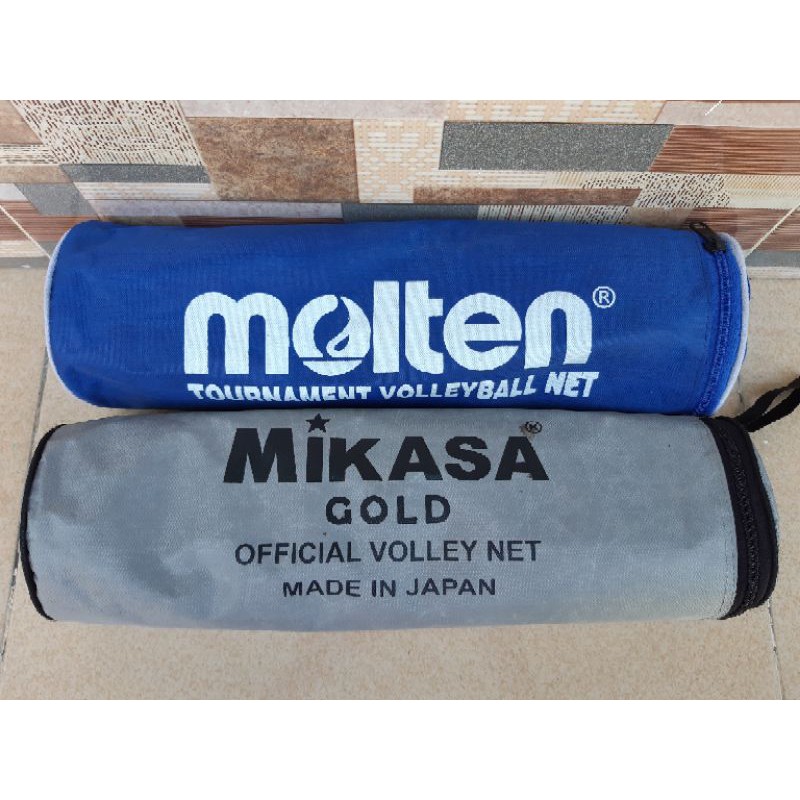 molten®
TOURNAMENT VOLLEYBALL NET
MiKASA®
GOLD
OFFICIAL VOLLEY NET
MADE IN JAPAN